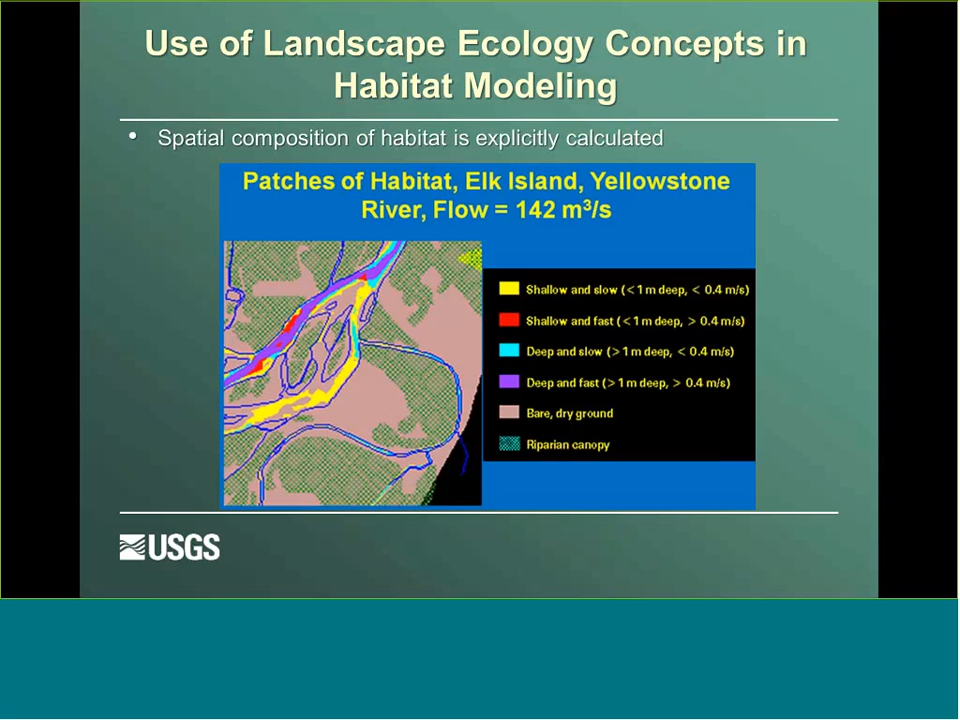 Use of Landscape Ecology Concepts in
Habitat Modeling
• Spatial composition of habitat is explicitly calculated
Patches of Habitat, Elk Island, Yellowstone
River, Flow = 142 m³/s
Shallow and slow (< 1 m deep, < 0.4 m/s)
Shallow and fast (< 1 m deep, > 0.4 m/s)
Deep and slow (> 1 m deep, < 0.4 m/s)
Deep and fast (> 1 m deep, > 0.4 m/s)
Bare, dry ground
Riparian canopy
USGS